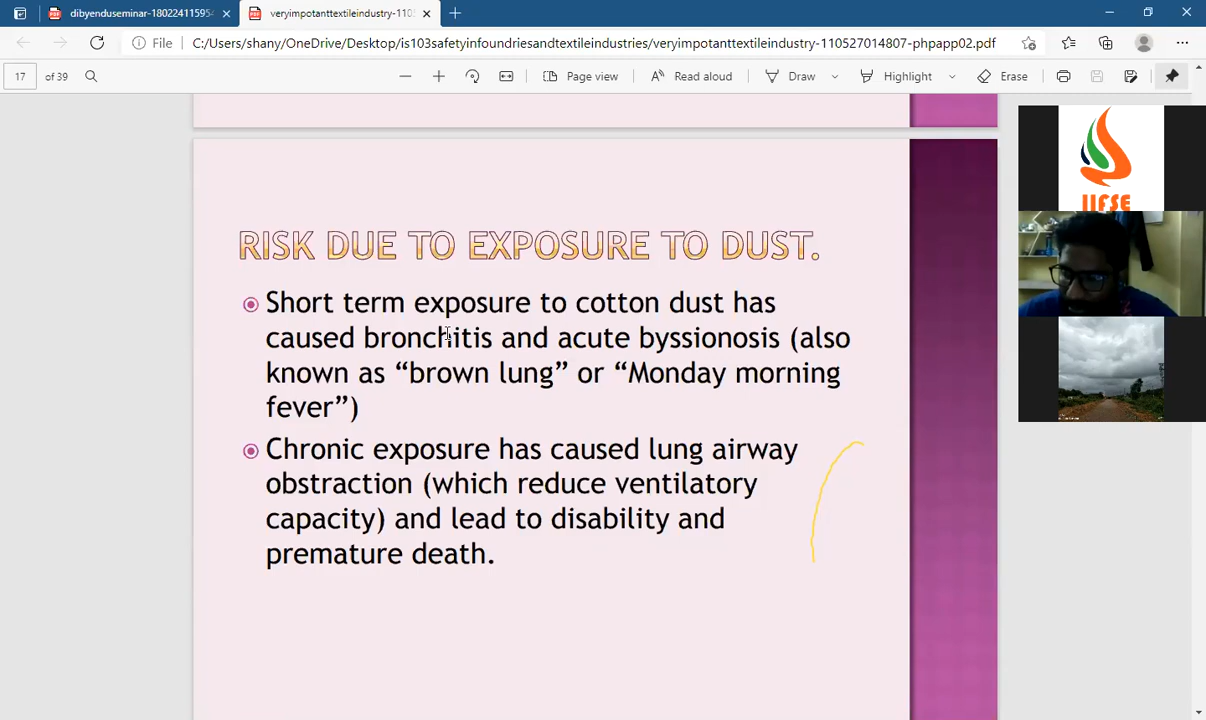 dibyenduseminar-18022411595
veryimpotanttextileindustry-110
File
C:/Users/shany/OneDrive/Desktop/is103safetyinfoundriesandtextileindustries/veryimpotanttextileindustry-110527014807-phpapp02.pdf
17 of 39
Page view
Read aloud
Draw
Highlight
Erase
RISK DUE TO EXPOSURE TO DUST.
Short term exposure to cotton dust has
caused bronchitis and acute byssionosis (also
known as “brown lung” or “Monday morning
fever”)
Chronic exposure has caused lung airway
obstraction (which reduce ventilatory
capacity) and lead to disability and
premature death.
IIFSE